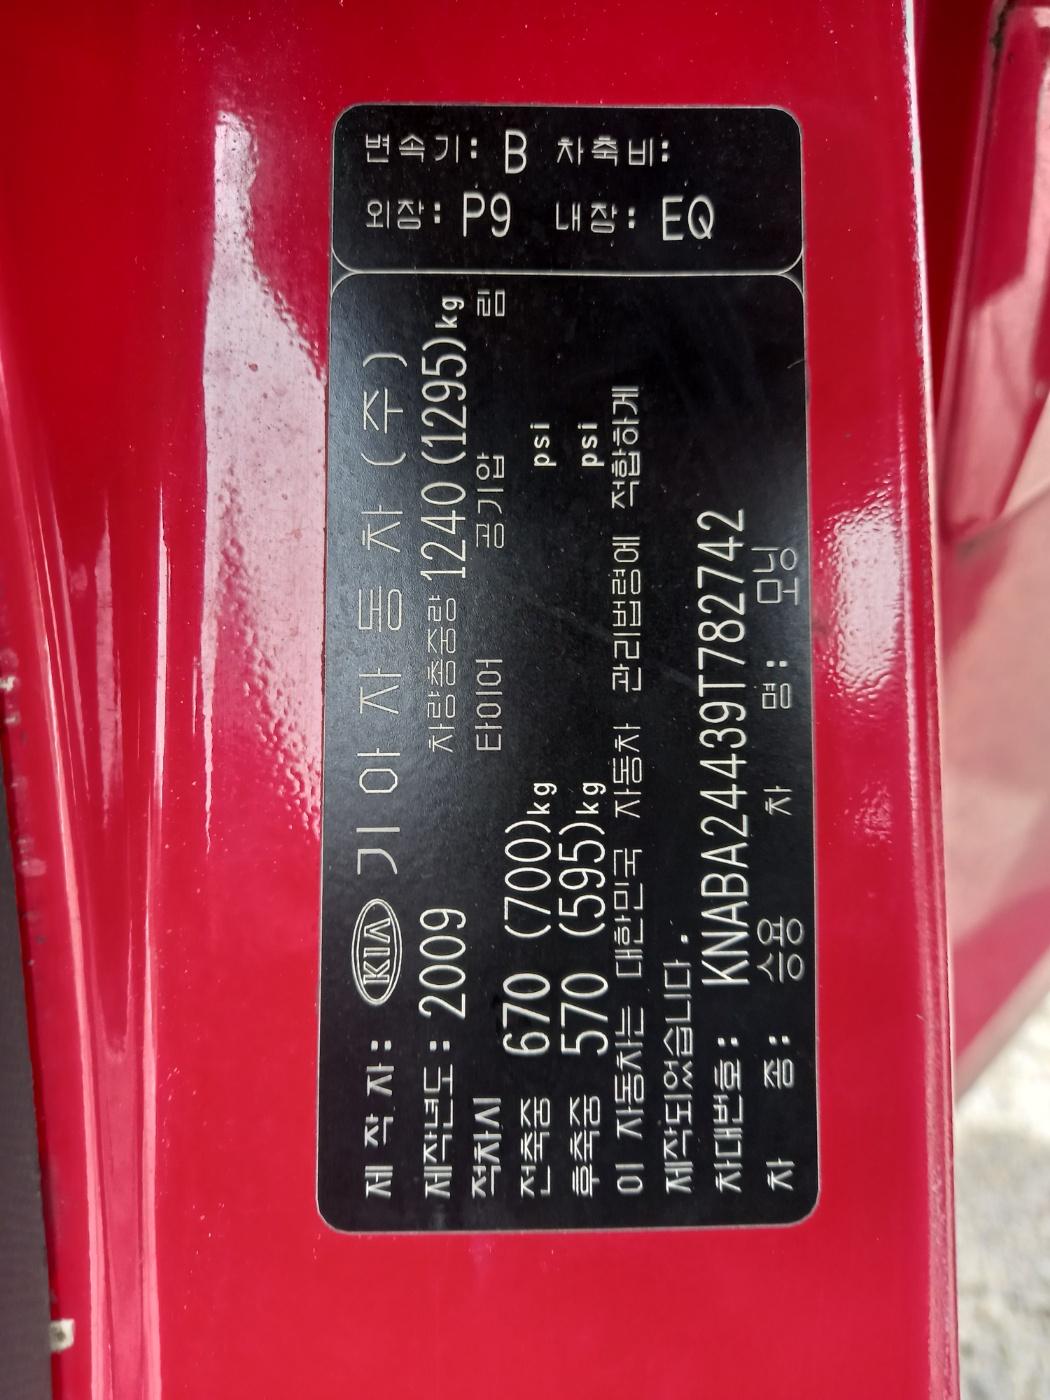 변속기: B 차축비:
외장: P9 내장: EQ
제 작 자: KIA 기 아 자 동 차 ( 주 )
제작년도: 2009 차량총중량 1240 (1295)kg
적차시 타이어 공기압 림
전축중 670 (700)kg psi
후축중 570 (595)kg psi
이 자동차는 대한민국 자동차 관리법령에 적합하게
제작되었습니다.
차대번호: KNABA24439T782742
차 종: 승용 차 명: 모닝